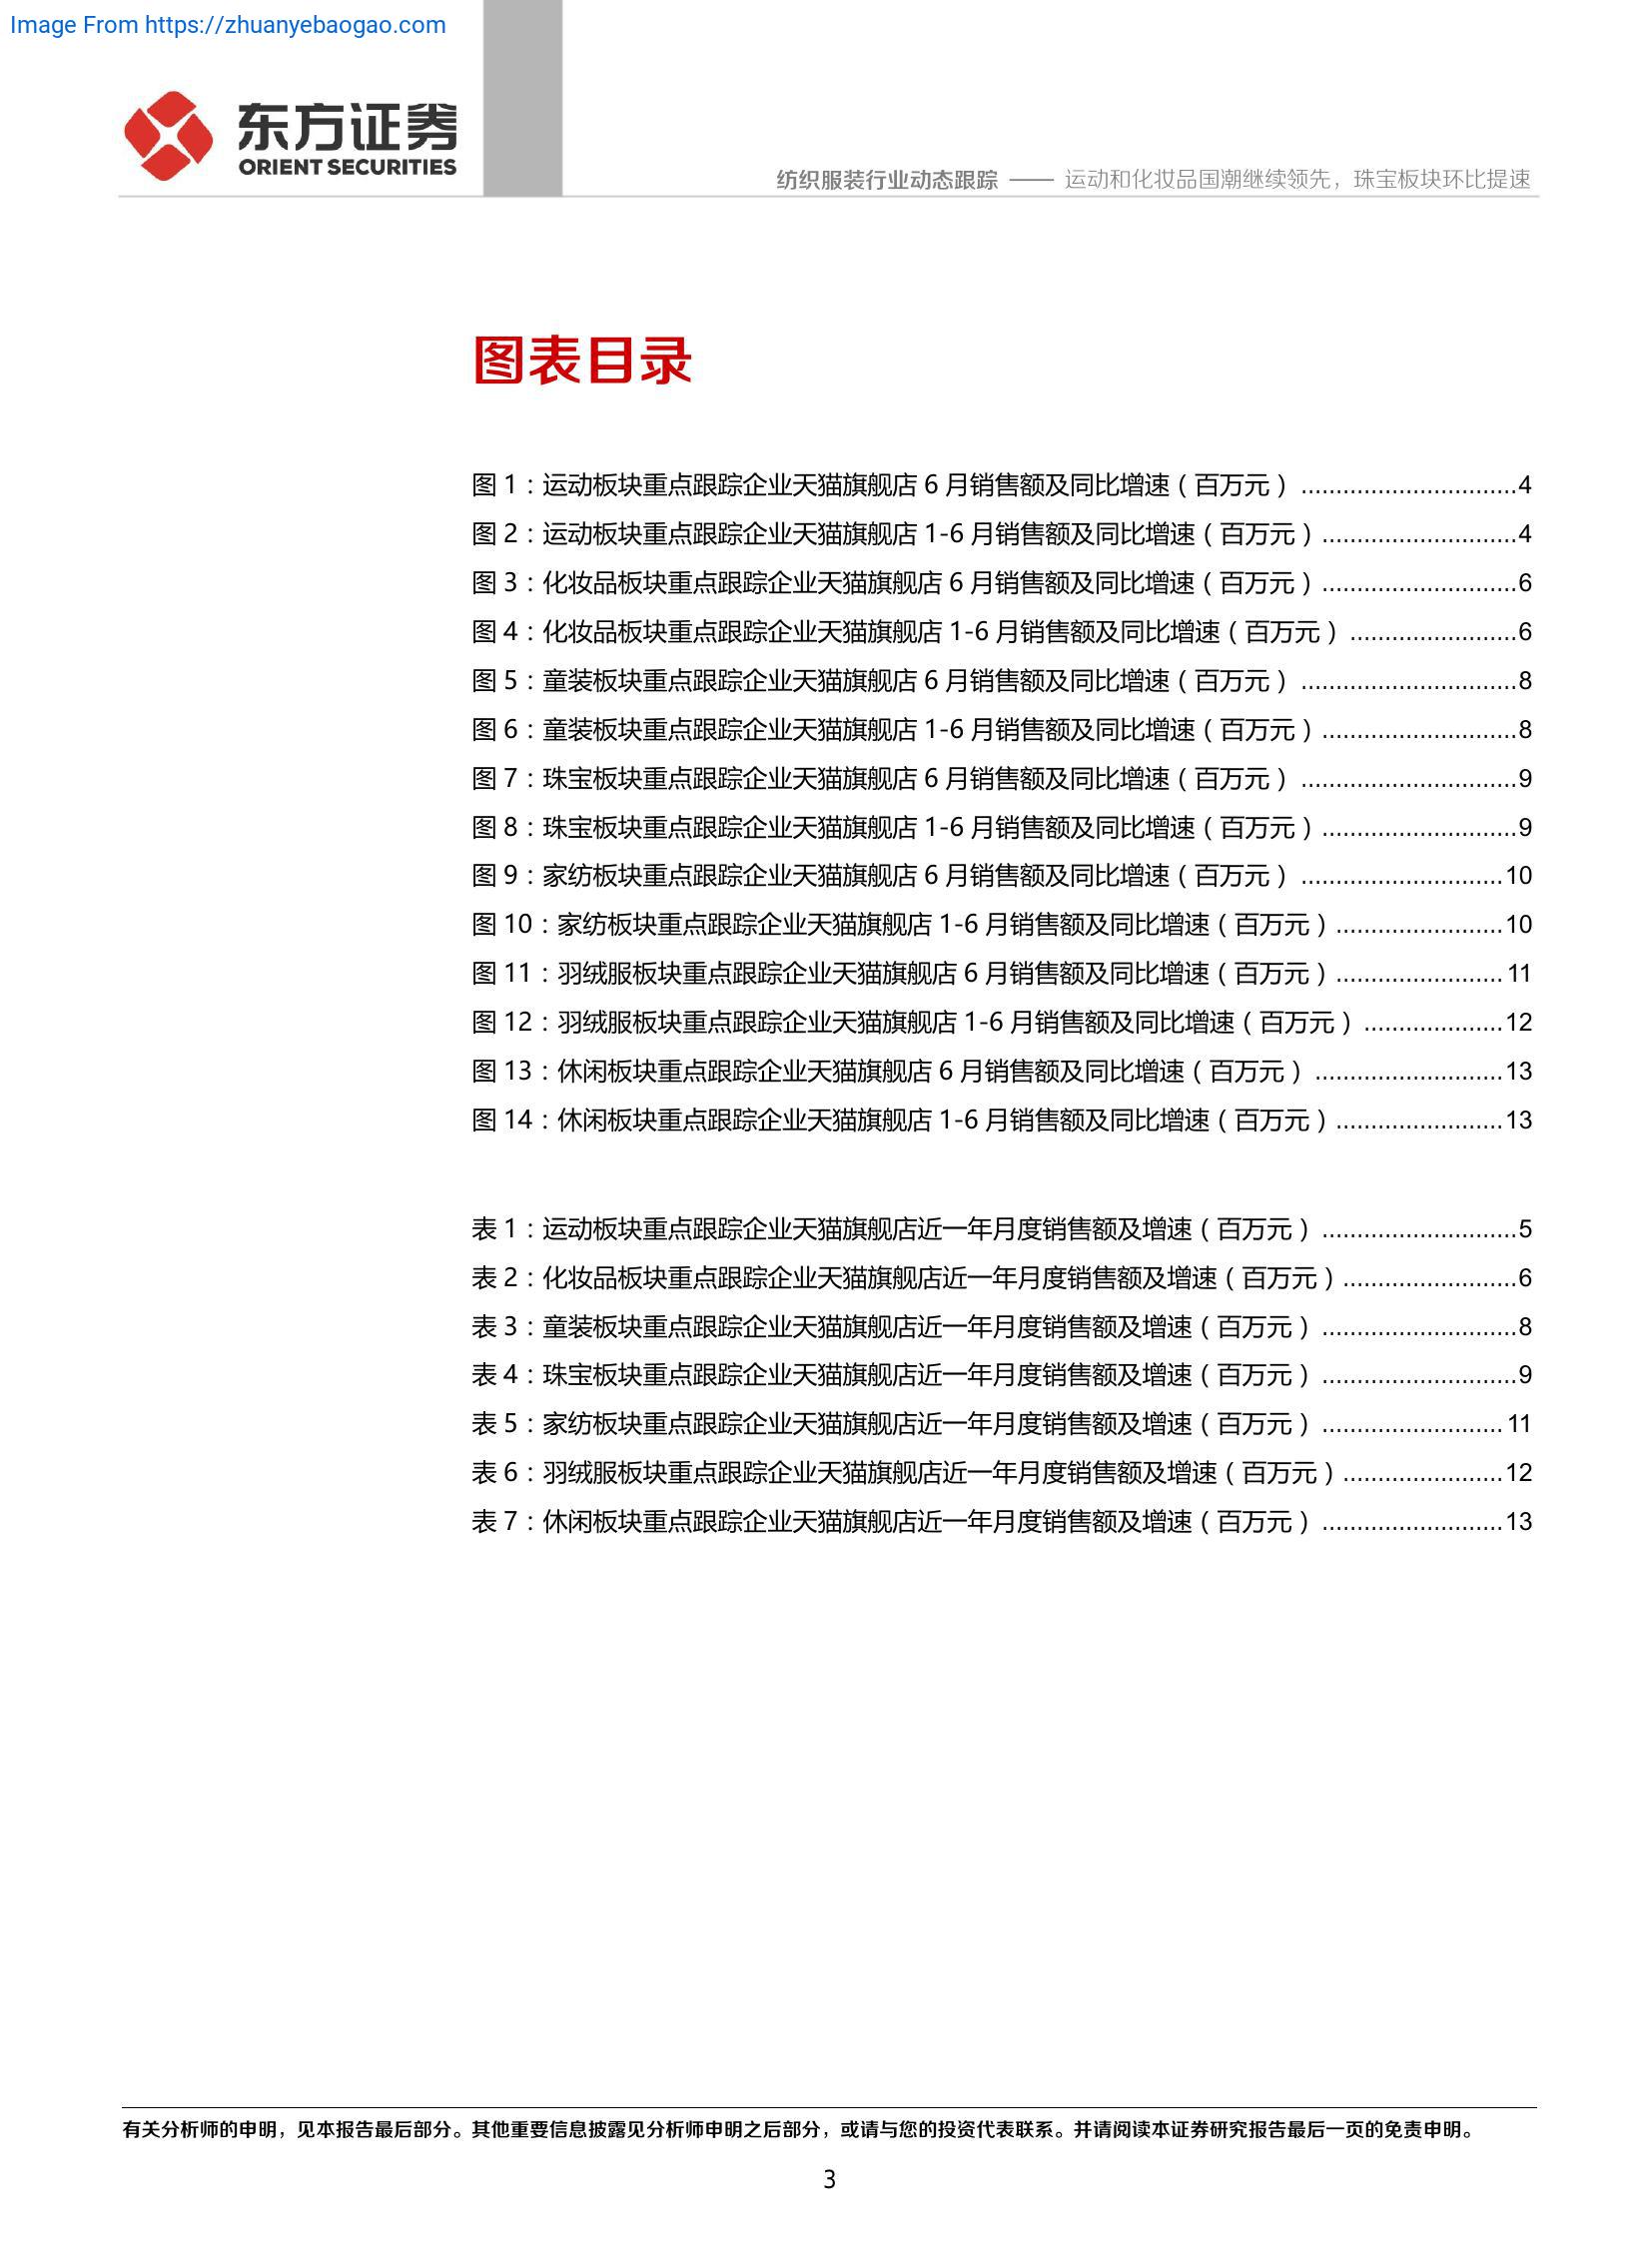 Image From https://zhuanyebaogao.com
东方证券
ORIENT SECURITIES
纺织服装行业动态跟踪 —— 运动和化妆品国潮继续领先，珠宝板块环比提速
图表目录
图 1：运动板块重点跟踪企业天猫旗舰店 6 月销售额及同比增速（百万元） ...............................4
图 2：运动板块重点跟踪企业天猫旗舰店 1-6 月销售额及同比增速（百万元）............................4
图 3：化妆品板块重点跟踪企业天猫旗舰店 6 月销售额及同比增速（百万元）............................6
图 4：化妆品板块重点跟踪企业天猫旗舰店 1-6 月销售额及同比增速（百万元） ........................6
图 5：童装板块重点跟踪企业天猫旗舰店 6 月销售额及同比增速（百万元） ...............................8
图 6：童装板块重点跟踪企业天猫旗舰店 1-6 月销售额及同比增速（百万元）............................8
图 7：珠宝板块重点跟踪企业天猫旗舰店 6 月销售额及同比增速（百万元） ...............................9
图 8：珠宝板块重点跟踪企业天猫旗舰店 1-6 月销售额及同比增速（百万元）............................9
图 9：家纺板块重点跟踪企业天猫旗舰店 6 月销售额及同比增速（百万元） .............................10
图 10：家纺板块重点跟踪企业天猫旗舰店 1-6 月销售额及同比增速（百万元）........................10
图 11：羽绒服板块重点跟踪企业天猫旗舰店 6 月销售额及同比增速（百万元）........................11
图 12：羽绒服板块重点跟踪企业天猫旗舰店 1-6 月销售额及同比增速（百万元） ....................12
图 13：休闲板块重点跟踪企业天猫旗舰店 6 月销售额及同比增速（百万元） ...........................13
图 14：休闲板块重点跟踪企业天猫旗舰店 1-6 月销售额及同比增速（百万元）........................13
表 1：运动板块重点跟踪企业天猫旗舰店近一年月度销售额及增速（百万元） ............................5
表 2：化妆品板块重点跟踪企业天猫旗舰店近一年月度销售额及增速（百万元）.........................6
表 3：童装板块重点跟踪企业天猫旗舰店近一年月度销售额及增速（百万元） ............................8
表 4：珠宝板块重点跟踪企业天猫旗舰店近一年月度销售额及增速（百万元） ............................9
表 5：家纺板块重点跟踪企业天猫旗舰店近一年月度销售额及增速（百万元） ..........................11
表 6：羽绒服板块重点跟踪企业天猫旗舰店近一年月度销售额及增速（百万元）.......................12
表 7：休闲板块重点跟踪企业天猫旗舰店近一年月度销售额及增速（百万元） ..........................13
有关分析师的申明，见本报告最后部分。其他重要信息披露见分析师申明之后部分，或请与您的投资代表联系。并请阅读本证券研究报告最后一页的免责申明。
3